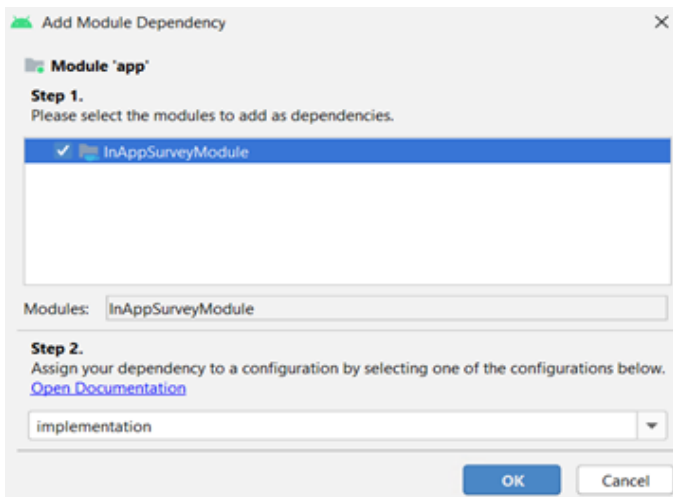 Add Module Dependency
Module 'app'
Step 1.
Please select the modules to add as dependencies.
InAppSurveyModule
Modules: InAppSurveyModule
Step 2.
Assign your dependency to a configuration by selecting one of the configurations below.
Open Documentation
implementation
OK Cancel